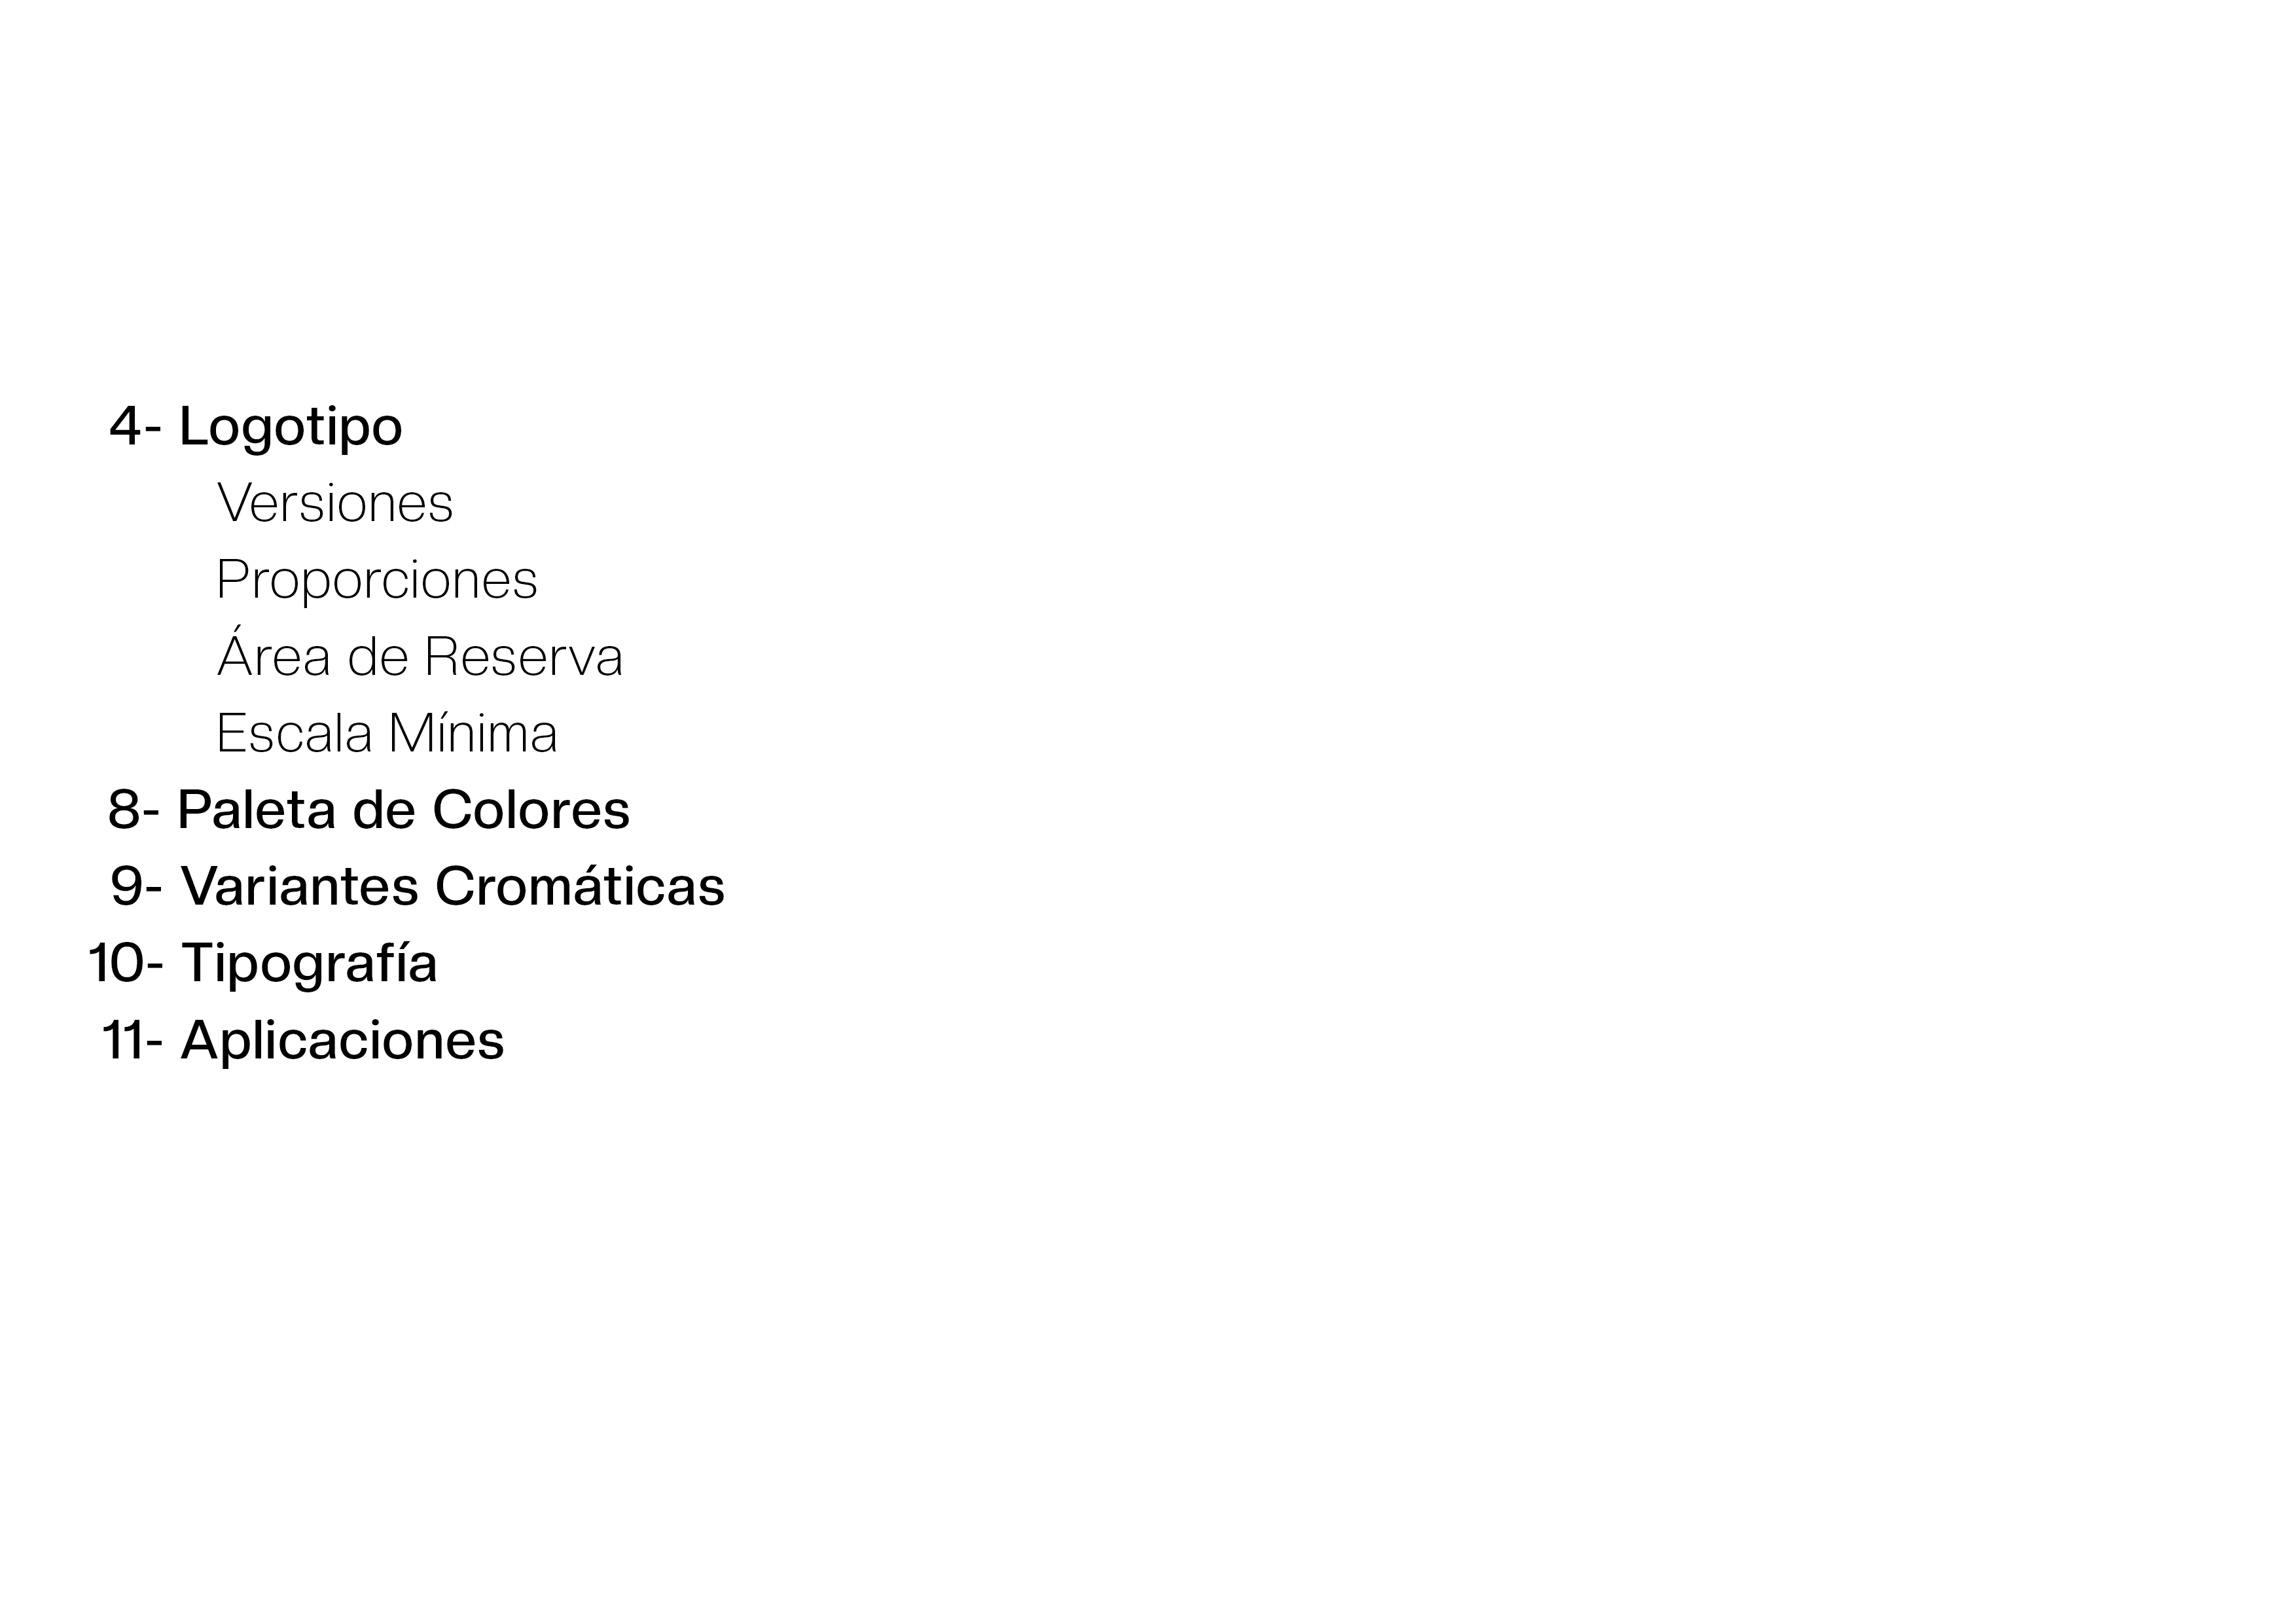 4- Logotipo
Versiones
Proporciones
Área de Reserva
Escala Mínima
8- Paleta de Colores
9- Variantes Cromáticas
10- Tipografía
11- Aplicaciones